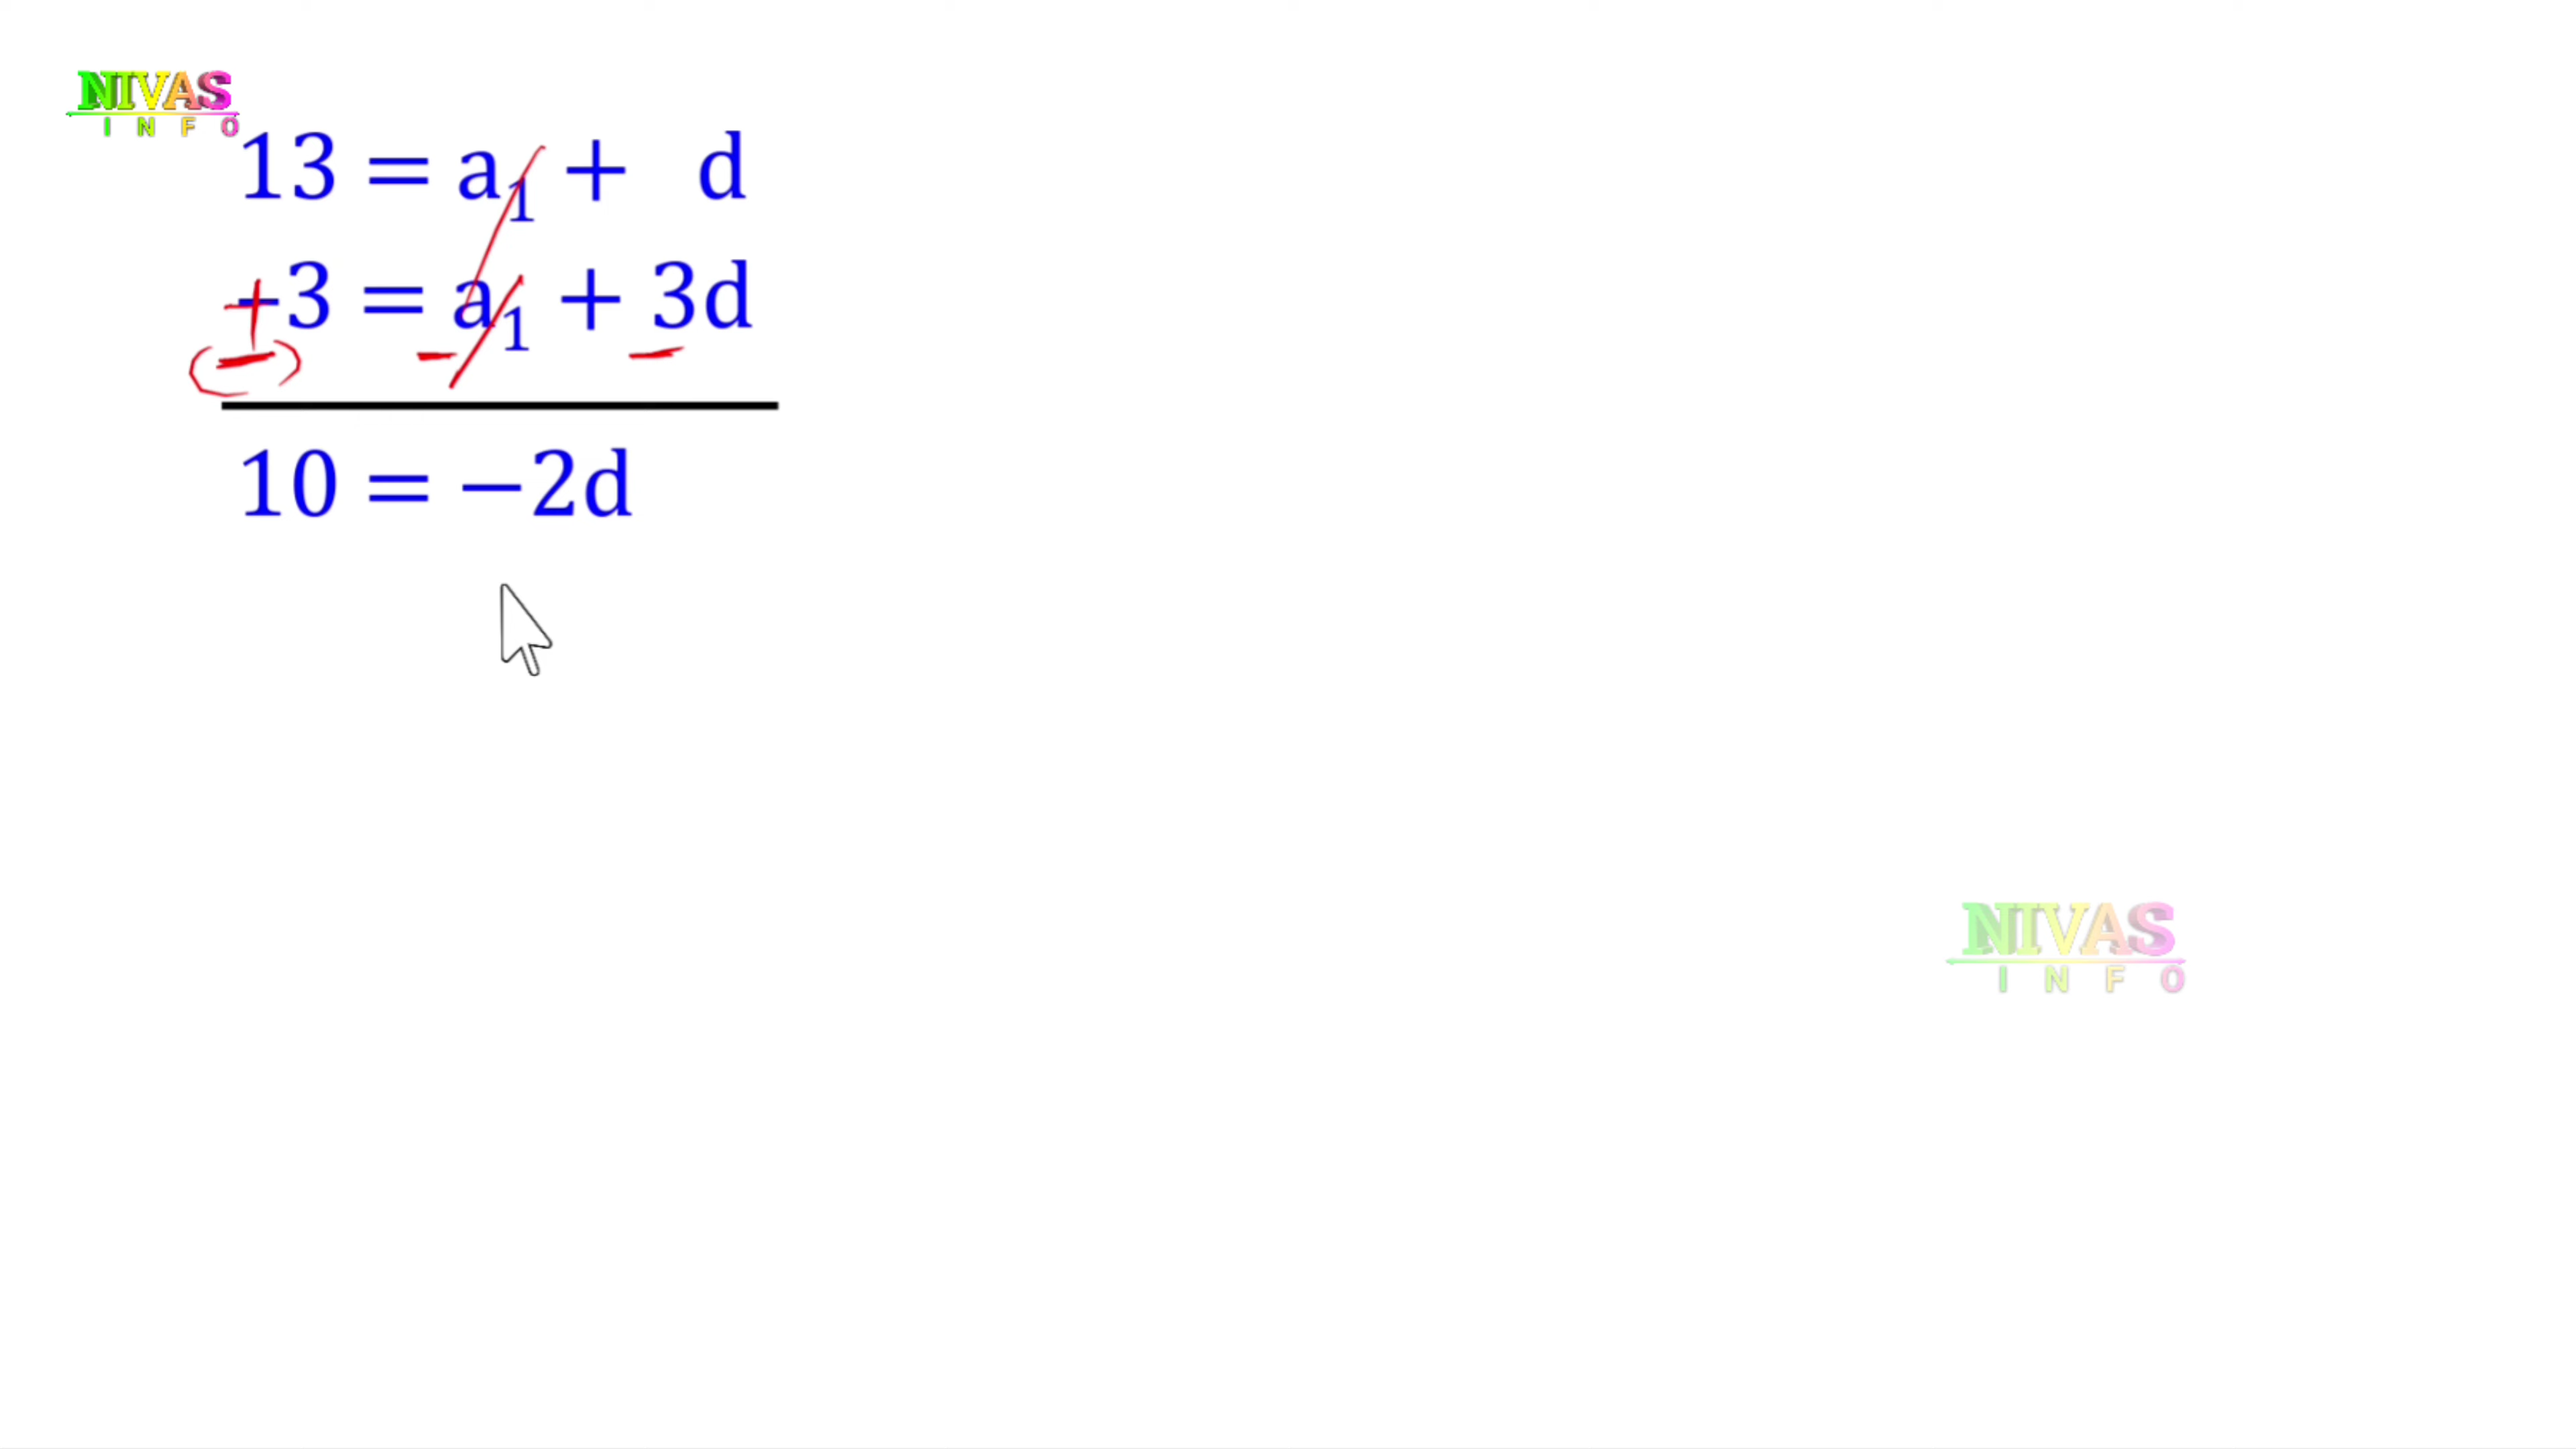 NIVAS
INFO
13 = a₁ + d
-3 = a₁ + 3d
+
(−) − −
10 = −2d
NIVAS
INFO